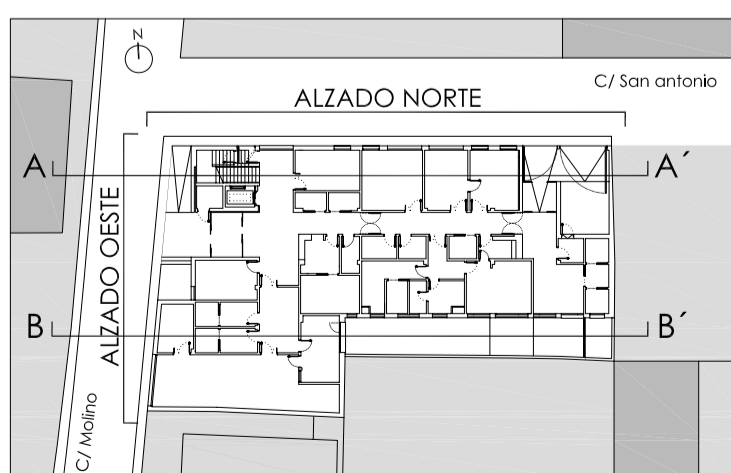 N
C/ San antonio
ALZADO NORTE
A
A´
ALZADO OESTE
B
B´
C/ Molino